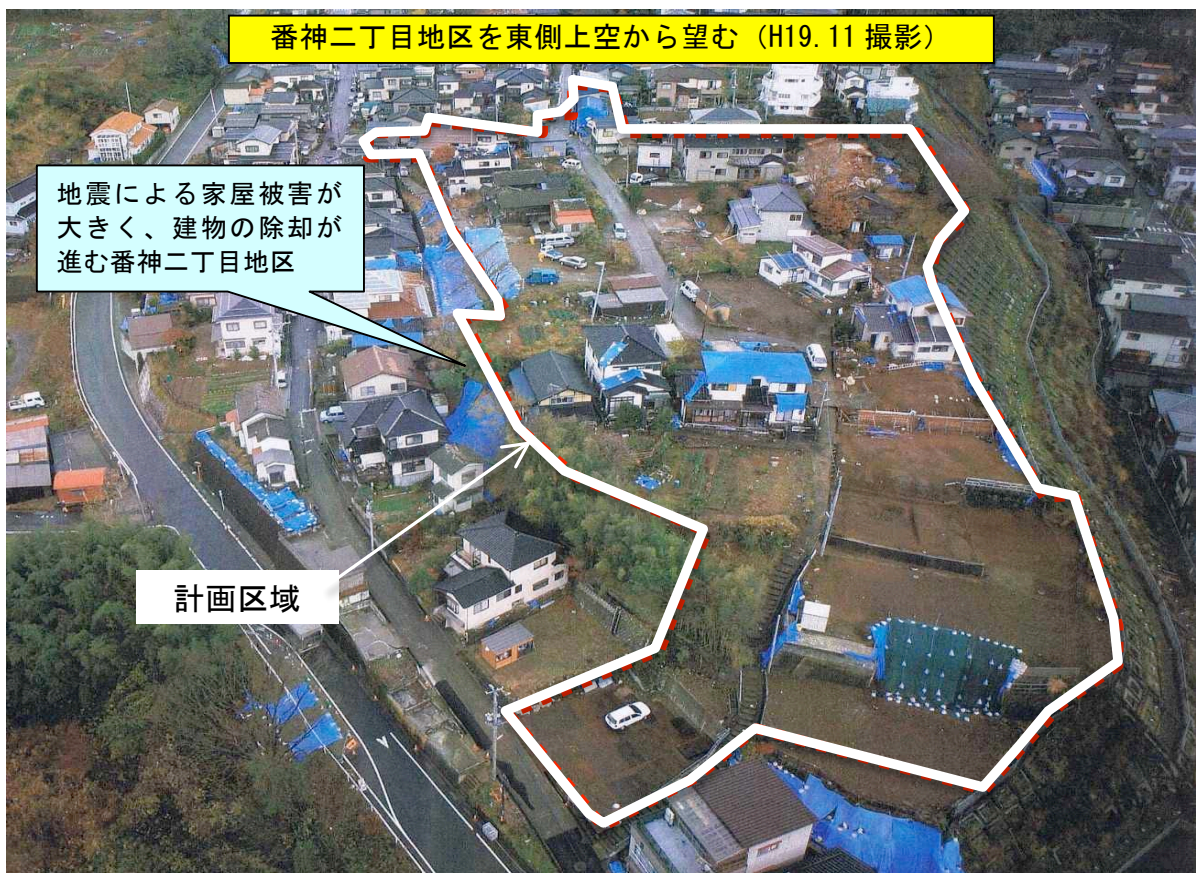 番神二丁目地区を東側上空から望む（H19.11 撮影）
地震による家屋被害が
大きく、建物の除却が
進む番神二丁目地区
計画区域